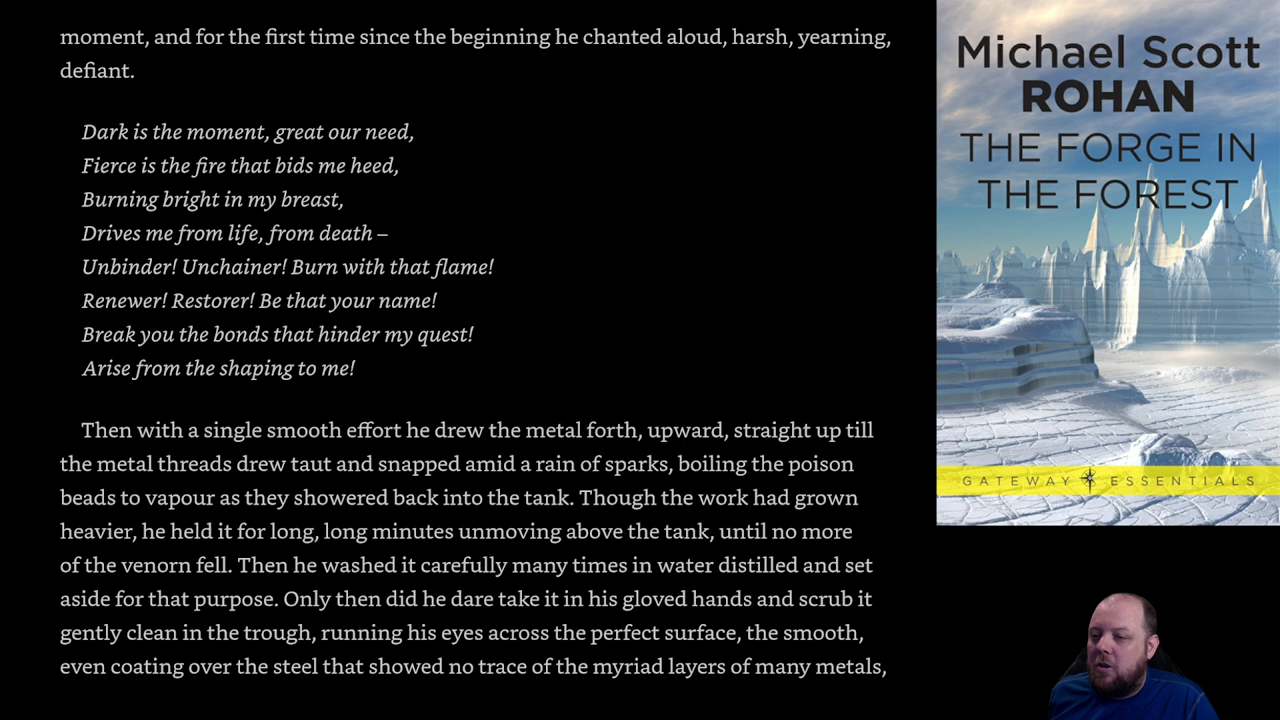 moment, and for the first time since the beginning he chanted aloud, harsh, yearning,
defiant.
Dark is the moment, great our need,
Fierce is the fire that bids me heed,
Burning bright in my breast,
Drives me from life, from death –
Unbinder! Unchainer! Burn with that flame!
Renewer! Restorer! Be that your name!
Break you the bonds that hinder my quest!
Arise from the shaping to me!
Then with a single smooth effort he drew the metal forth, upward, straight up till
the metal threads drew taut and snapped amid a rain of sparks, boiling the poison
beads to vapour as they showered back into the tank. Though the work had grown
heavier, he held it for long, long minutes unmoving above the tank, until no more
of the venorn fell. Then he washed it carefully many times in water distilled and set
aside for that purpose. Only then did he dare take it in his gloved hands and scrub it
gently clean in the trough, running his eyes across the perfect surface, the smooth,
even coating over the steel that showed no trace of the myriad layers of many metals,
Michael Scott
ROHAN
THE FORGE IN
THE FOREST
GATEWAY ESSENTIALS